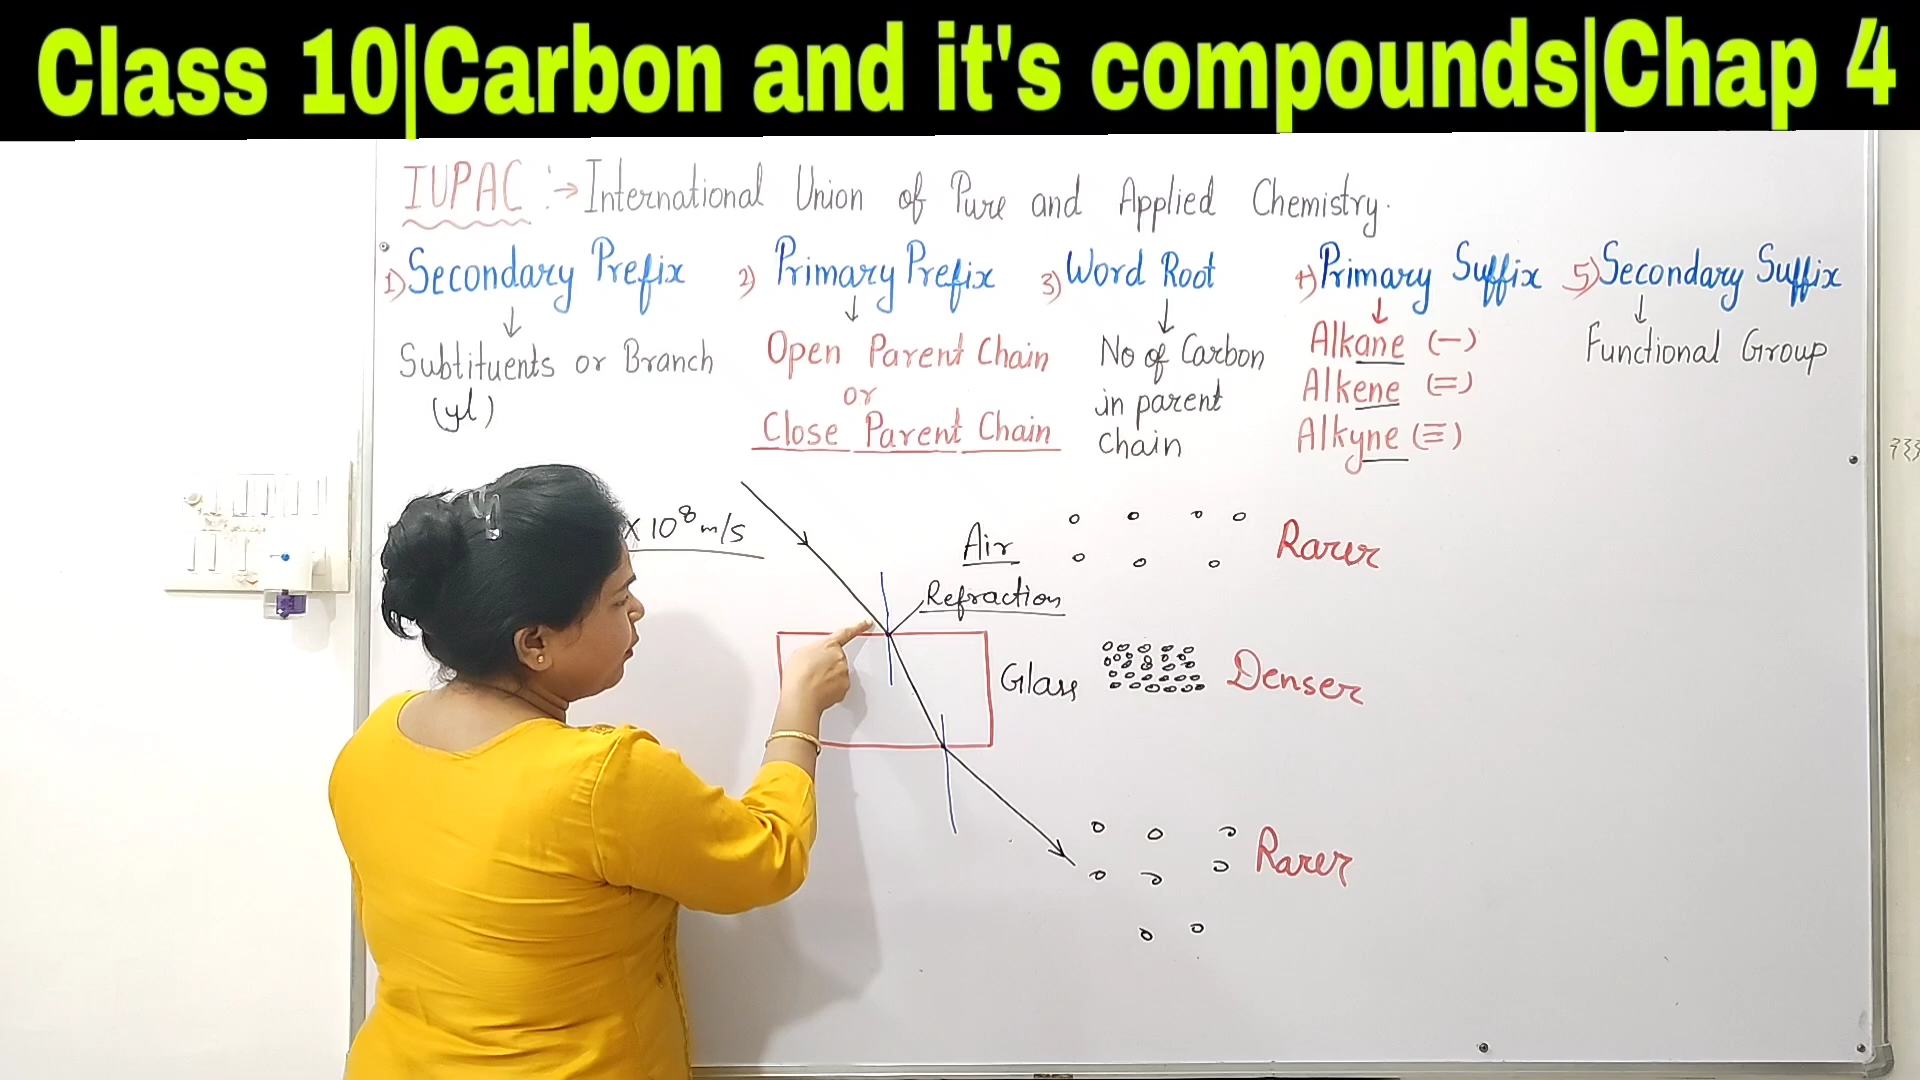 Class 10|Carbon and it's compounds|Chap 4
IUPAC :→ International Union of Pure and Applied Chemistry.
1) Secondary Prefix
2) Primary Prefix
3) Word Root
4) Primary Suffix
5) Secondary Suffix
↓ ↓ ↓ ↓ ↓
Subtituents or Branch
(yl)
Open Parent Chain
or
Close Parent Chain
No of Carbon
in parent
chain
Alkane (−)
Alkene (=)
Alkyne (≡)
Functional Group
× 10⁸ m/s
Air
Rarer
Refraction
Glass
Denser
Rarer